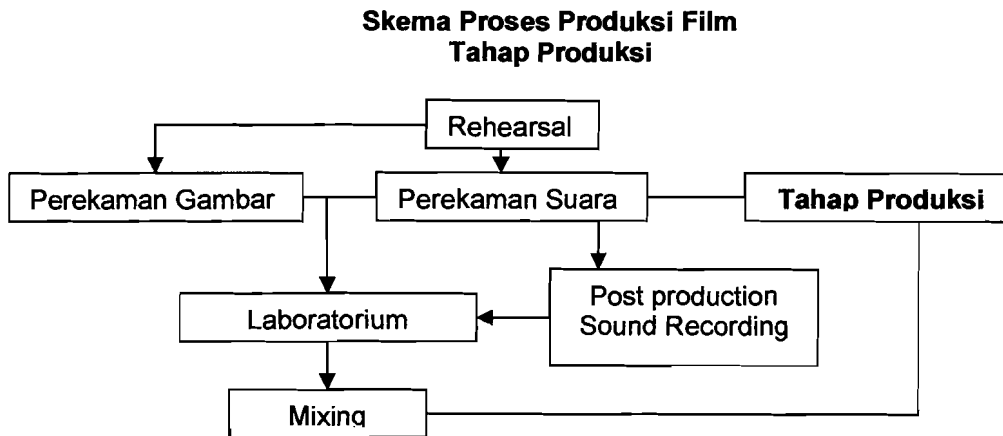 Skema Proses Produksi Film
Tahap Produksi
Rehearsal
Perekaman Gambar
Perekaman Suara
Tahap Produksi
Post production
Sound Recording
Laboratorium
Mixing